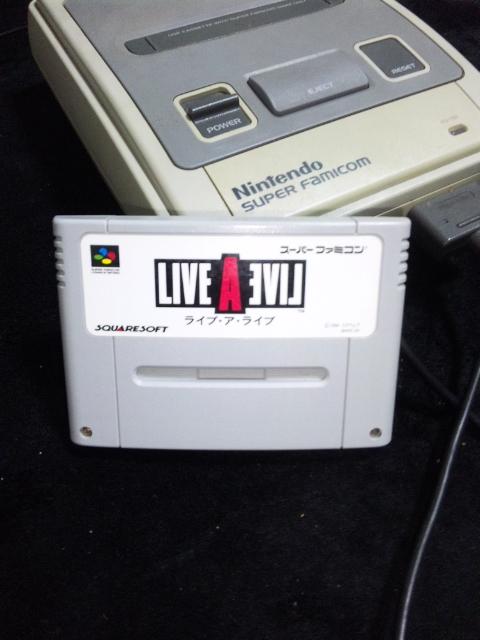 EJECT
RESET
POWER
Nintendo
SUPER FAMICOM
スーパーファミコン
LIVE A EVIL
ライブ・ア・ライブ
SQUARESOFT